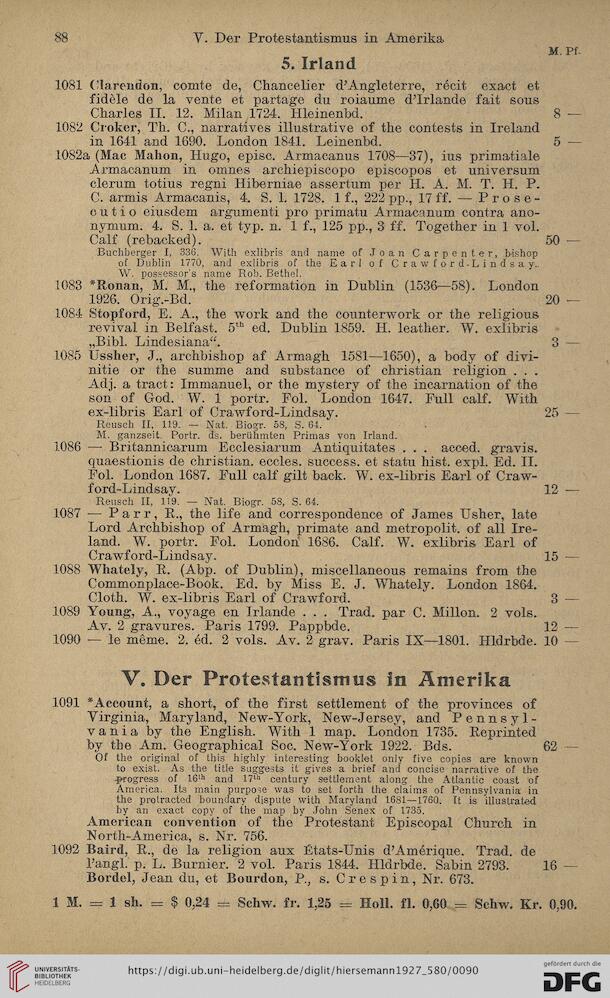 88 V. Der Protestantismus in Amerika
M. Pf.
5. Irland
1081 Clarendon, comte de, Chancelier d'Angleterre, récit exact et
fidèle de la vente et partage du roiaume d'Irlande fait sous
Charles II. 12. Milan 1724. Hleinenbd. 8 —
1082 Croker, Th. C., narratives illustrative of the contests in Ireland
in 1641 and 1690. London 1841. Leinenbd. 5 —
1082a (Mac Mahon, Hugo, episc. Armacanus 1708—37), ius primatiale
Armacanum in omnes archiepiscopo episcopos et universum
clerum totius regni Hiberniae assertum per H. A. M. T. H. P.
C. armis Armacanis, 4. S. l. 1728. 1 f., 222 pp., 17 ff. — Prose-
cutio eiusdem argumenti pro primatu Armacanum contra ano-
nymum. 4. S. l. a. et typ. n. 1 f., 125 pp., 3 ff. Together in 1 vol.
Calf (rebacked). 50 —
Buchberger I, 336. With exlibris and name of Joan Carpenter, bishop
of Dublin 1770, and exlibris of the Earl of Crawford-Lindsay.
W. possessor's name Rob. Bethel.
1083 *Ronan, M. M., the reformation in Dublin (1536—58). London
1926. Orig.-Bd. 20 —
1084 Stopford, E. A., the work and the counterwork or the religious
revival in Belfast. 5th ed. Dublin 1859. H. leather. W. exlibris
„Bibl. Lindesiana“. 3 —
1085 Ussher, J., archbishop af Armagh 1581—1650), a body of divi-
nitie or the summe and substance of christian religion . . .
Adj. a tract: Immanuel, or the mystery of the incarnation of the
son of God. W. 1 portr. Fol. London 1647. Full calf. With
ex-libris Earl of Crawford-Lindsay. 25 —
Reusch II, 119. — Nat. Biogr. 58, S. 64.
M. ganzseit. Portr. ds. berühmten Primas von Irland.
1086 — Britannicarum Ecclesiarum Antiquitates . . . acced. gravis.
quaestionis de christian. eccles. success. et statu hist. expl. Ed. II.
Fol. London 1687. Full calf gilt back. W. ex-libris Earl of Craw-
ford-Lindsay. 12 —
Reusch II, 119. — Nat. Biogr. 58, S. 64.
1087 — Parr, R., the life and correspondence of James Usher, late
Lord Archbishop of Armagh, primate and metropolit. of all Ire-
land. W. portr. Fol. London 1686. Calf. W. exlibris Earl of
Crawford-Lindsay. 15 —
1088 Whately, R. (Abp. of Dublin), miscellaneous remains from the
Commonplace-Book. Ed. by Miss E. J. Whately. London 1864.
Cloth. W. ex-libris Earl of Crawford. 3 —
1089 Young, A., voyage en Irlande . . . Trad. par C. Millon. 2 vols.
Av. 2 gravures. Paris 1799. Pappbde. 12 —
1090 — le même. 2. éd. 2 vols. Av. 2 grav. Paris IX—1801. Hldrbde. 10 —
V. Der Protestantismus in Amerika
1091 *Account, a short, of the first settlement of the provinces of
Virginia, Maryland, New-York, New-Jersey, and Pennsyl-
vania by the English. With 1 map. London 1735. Reprinted
by the Am. Geographical Soc. New-York 1922. Bds. 62 —
Of the original of this highly interesting booklet only five copies are known
to exist. As the title suggests it gives a brief and concise narrative of the
progress of 16th and 17th century settlement along the Atlantic coast of
America. Its main purpose was to set forth the claims of Pennsylvania in
the protracted boundary dispute with Maryland 1681—1760. It is illustrated
by an exact copy of the map by John Senex of 1735.
American convention of the Protestant Episcopal Church in
North-America, s. Nr. 756.
1092 Baird, R., de la religion aux États-Unis d'Amérique. Trad. de
l'angl. p. L. Burnier. 2 vol. Paris 1844. Hldrbde. Sabin 2793. 16 —
Bordel, Jean du, et Bourdon, P., s. Crespin, Nr. 673.
1 M. = 1 sh. = $ 0,24 = Schw. fr. 1,25 = Holl. fl. 0,60 = Schw. Kr. 0,90.
UNIVERSITÄTS-
BIBLIOTHEK
HEIDELBERG
https://digi.ub.uni-heidelberg.de/diglit/hiersemann1927_580/0090
gefördert durch die
DFG